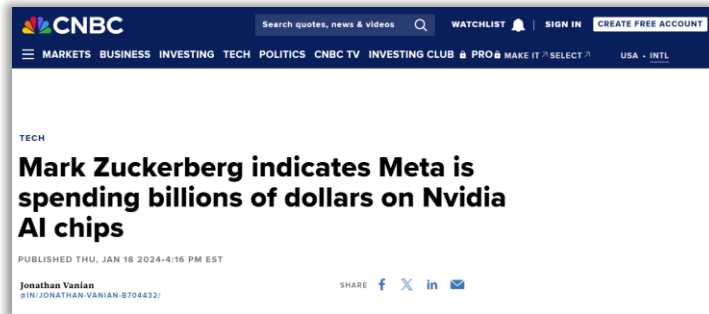 CNBC
Search quotes, news & videos
WATCHLIST
SIGN IN
CREATE FREE ACCOUNT
MARKETS BUSINESS INVESTING TECH POLITICS CNBC TV INVESTING CLUB PRO MAKE IT SELECT USA • INTL
TECH
Mark Zuckerberg indicates Meta is
spending billions of dollars on Nvidia
AI chips
PUBLISHED THU, JAN 18 2024•4:16 PM EST
Jonathan Vanian
@IN/JONATHAN-VANIAN-B704432/
SHARE